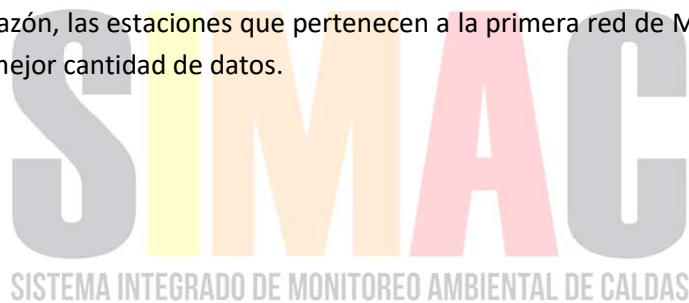 azón, las estaciones que pertenecen a la primera red de M
mejor cantidad de datos.
SIMAC
SISTEMA INTEGRADO DE MONITOREO AMBIENTAL DE CALDAS